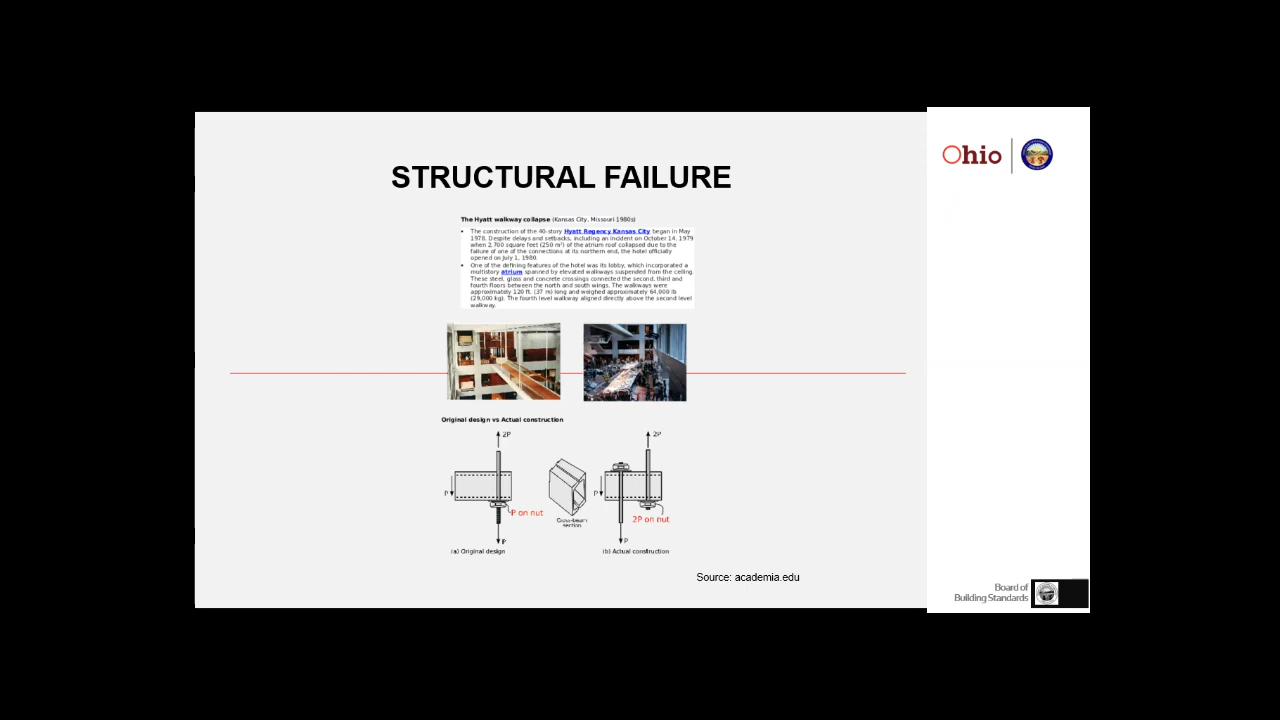 STRUCTURAL FAILURE
Ohio
The Hyatt walkway collapse (Kansas City, Missouri 1980s)
• The construction of the 40-story Hyatt Regency Kansas City began in May
1978. Despite delays and setbacks, including an incident on October 14, 1979
when 2,700 square feet (250 m²) of the atrium roof collapsed due to the
failure of one of the connections at its northern end, the hotel officially
opened on July 1, 1980.
• One of the defining features of the hotel was its lobby, which incorporated a
multistory atrium spanned by elevated walkways suspended from the ceiling.
These steel, glass and concrete crossings connected the second, third and
fourth floors between the north and south wings. The walkways were
approximately 120 ft. (37 m) long and weighed approximately 64,000 lb
(29,000 kg). The fourth level walkway aligned directly above the second level
walkway.
Original design vs Actual construction
2P
P
P on nut
P
(a) Original design
Cross-beam
section
2P
P
2P on nut
P
(b) Actual construction
Source: academia.edu
Board of
Building Standards